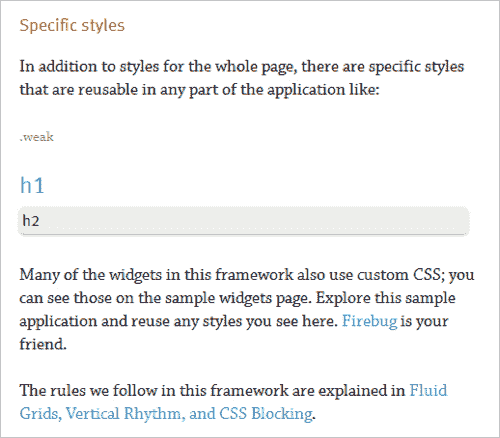 Specific styles
In addition to styles for the whole page, there are specific styles
that are reusable in any part of the application like:
.weak
h1
h2
Many of the widgets in this framework also use custom CSS; you
can see those on the sample widgets page. Explore this sample
application and reuse any styles you see here. Firebug is your
friend.
The rules we follow in this framework are explained in Fluid
Grids, Vertical Rhythm, and CSS Blocking.